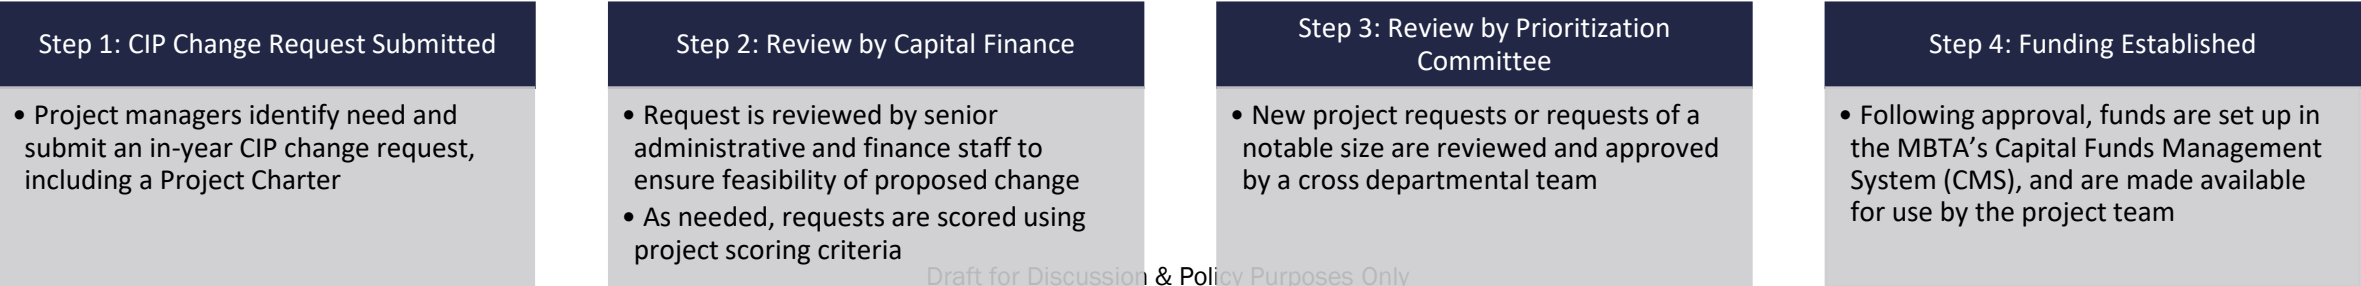 Step 1: CIP Change Request Submitted
• Project managers identify need and
submit an in-year CIP change request,
including a Project Charter
Step 2: Review by Capital Finance
• Request is reviewed by senior
administrative and finance staff to
ensure feasibility of proposed change
• As needed, requests are scored using
project scoring criteria
Step 3: Review by Prioritization
Committee
• New project requests or requests of a
notable size are reviewed and approved
by a cross departmental team
Step 4: Funding Established
• Following approval, funds are set up in
the MBTA’s Capital Funds Management
System (CMS), and are made available
for use by the project team
Draft for Discussion & Policy Purposes Only